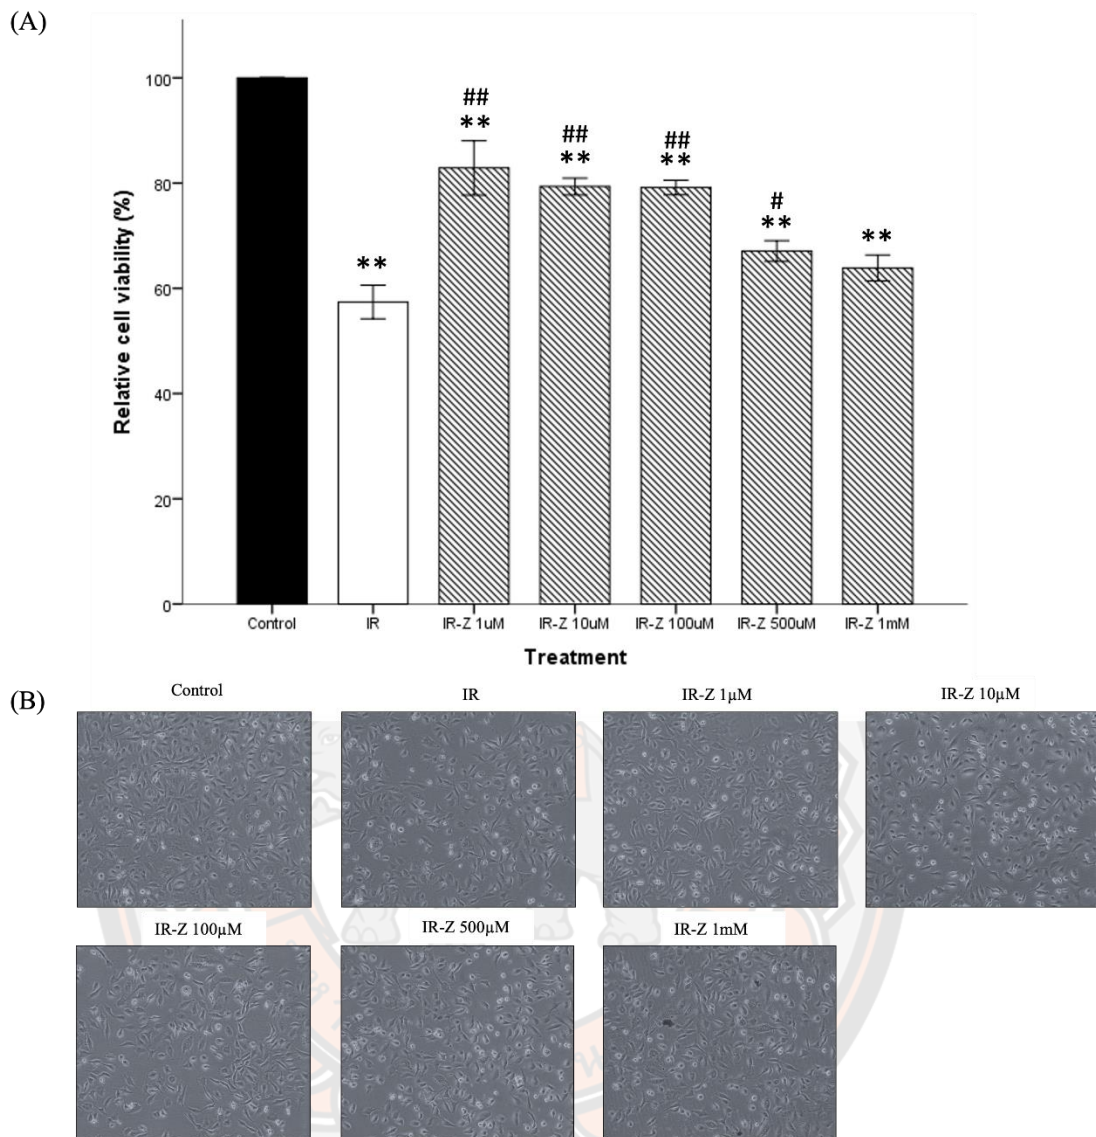 (A)
100
80
60
40
20
0
Relative cell viability (%)
**
##
**
##
**
##
**
#
**
**
Control IR IR-Z 1uM IR-Z 10uM IR-Z 100uM IR-Z 500uM IR-Z 1mM
Treatment
(B)
Control IR IR-Z 1µM IR-Z 10µM
IR-Z 100µM IR-Z 500µM IR-Z 1mM